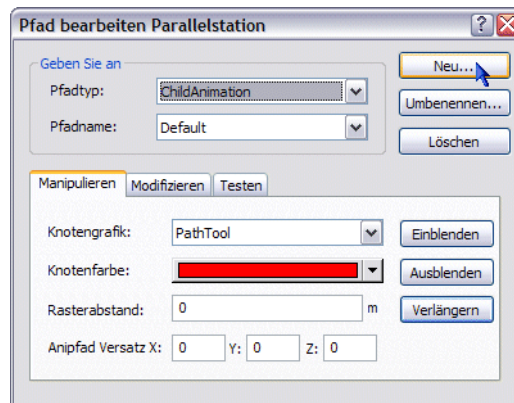 Pfad bearbeiten Parallelstation
Geben Sie an
Pfadtyp: ChildAnimation
Pfadname: Default
Neu...
Umbenennen...
Löschen
Manipulieren Modifizieren Testen
Knotengrafik: PathTool Einblenden
Knotenfarbe: Ausblenden
Rasterabstand: 0 m Verlängern
Anipfad Versatz X: 0 Y: 0 Z: 0